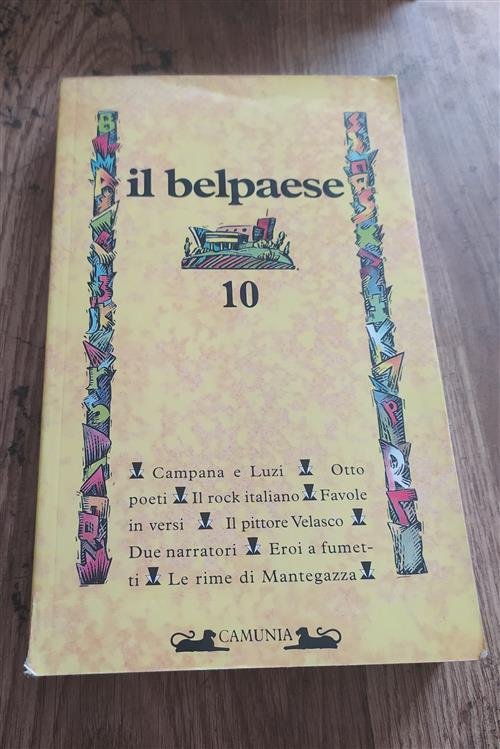 il belpaese
10
Campana e Luzi Otto
poeti Il rock italiano Favole
in versi Il pittore Velasco
Due narratori Eroi a fumet-
ti Le rime di Mantegazza
CAMUNIA